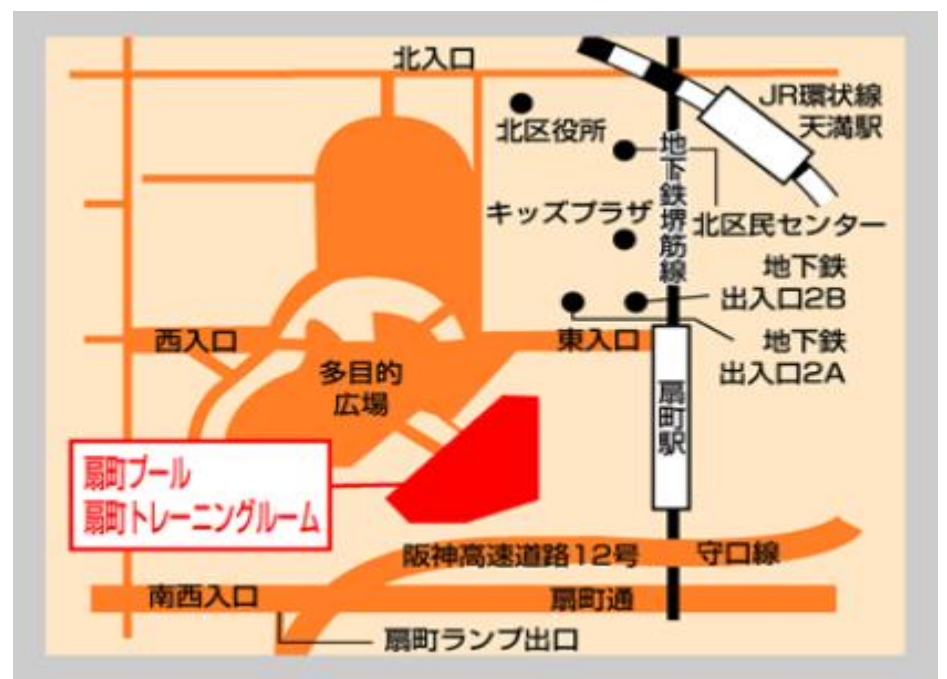 北入口
JR環状線
天満駅
北区役所
地下鉄堺筋線
キッズプラザ
北区民センター
地下鉄
出入口2B
西入口
東入口
地下鉄
出入口2A
多目的
広場
扇町駅
扇町プール
扇町トレーニングルーム
阪神高速道路12号
守口線
南西入口
扇町通
扇町ランプ出口